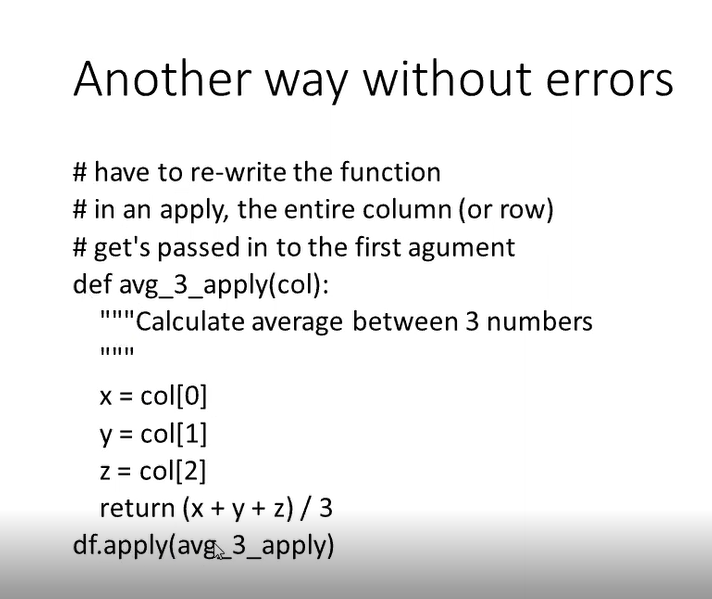 Another way without errors
# have to re-write the function
# in an apply, the entire column (or row)
# get's passed in to the first agument
def avg_3_apply(col):
"""Calculate average between 3 numbers
"""
x = col[0]
y = col[1]
z = col[2]
return (x + y + z) / 3
df.apply(avg_3_apply)